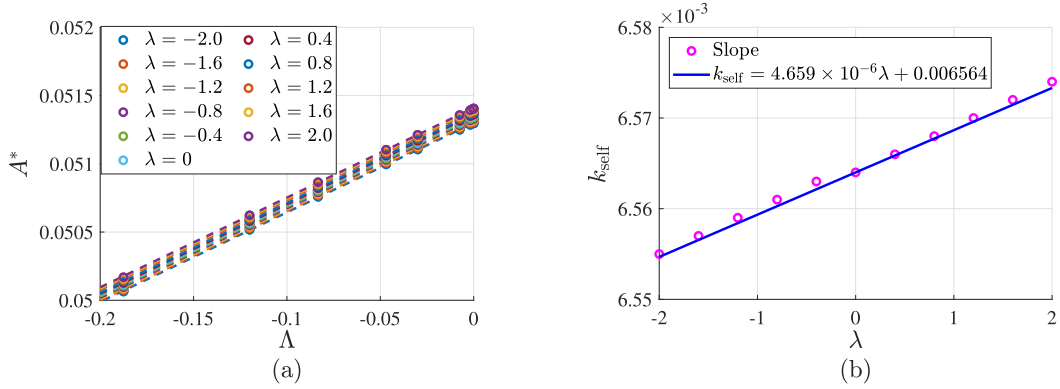 0.052
0.0515
0.051
0.0505
0.05
A*
λ = −2.0
λ = −1.6
λ = −1.2
λ = −0.8
λ = −0.4
λ = 0
λ = 0.4
λ = 0.8
λ = 1.2
λ = 1.6
λ = 2.0
-0.2 -0.15 -0.1 -0.05 0
Λ
(a)
×10⁻³
6.58
6.57
6.56
6.55
k_self
Slope
k_self = 4.659 × 10⁻⁶λ + 0.006564
-2 -1 0 1 2
λ
(b)